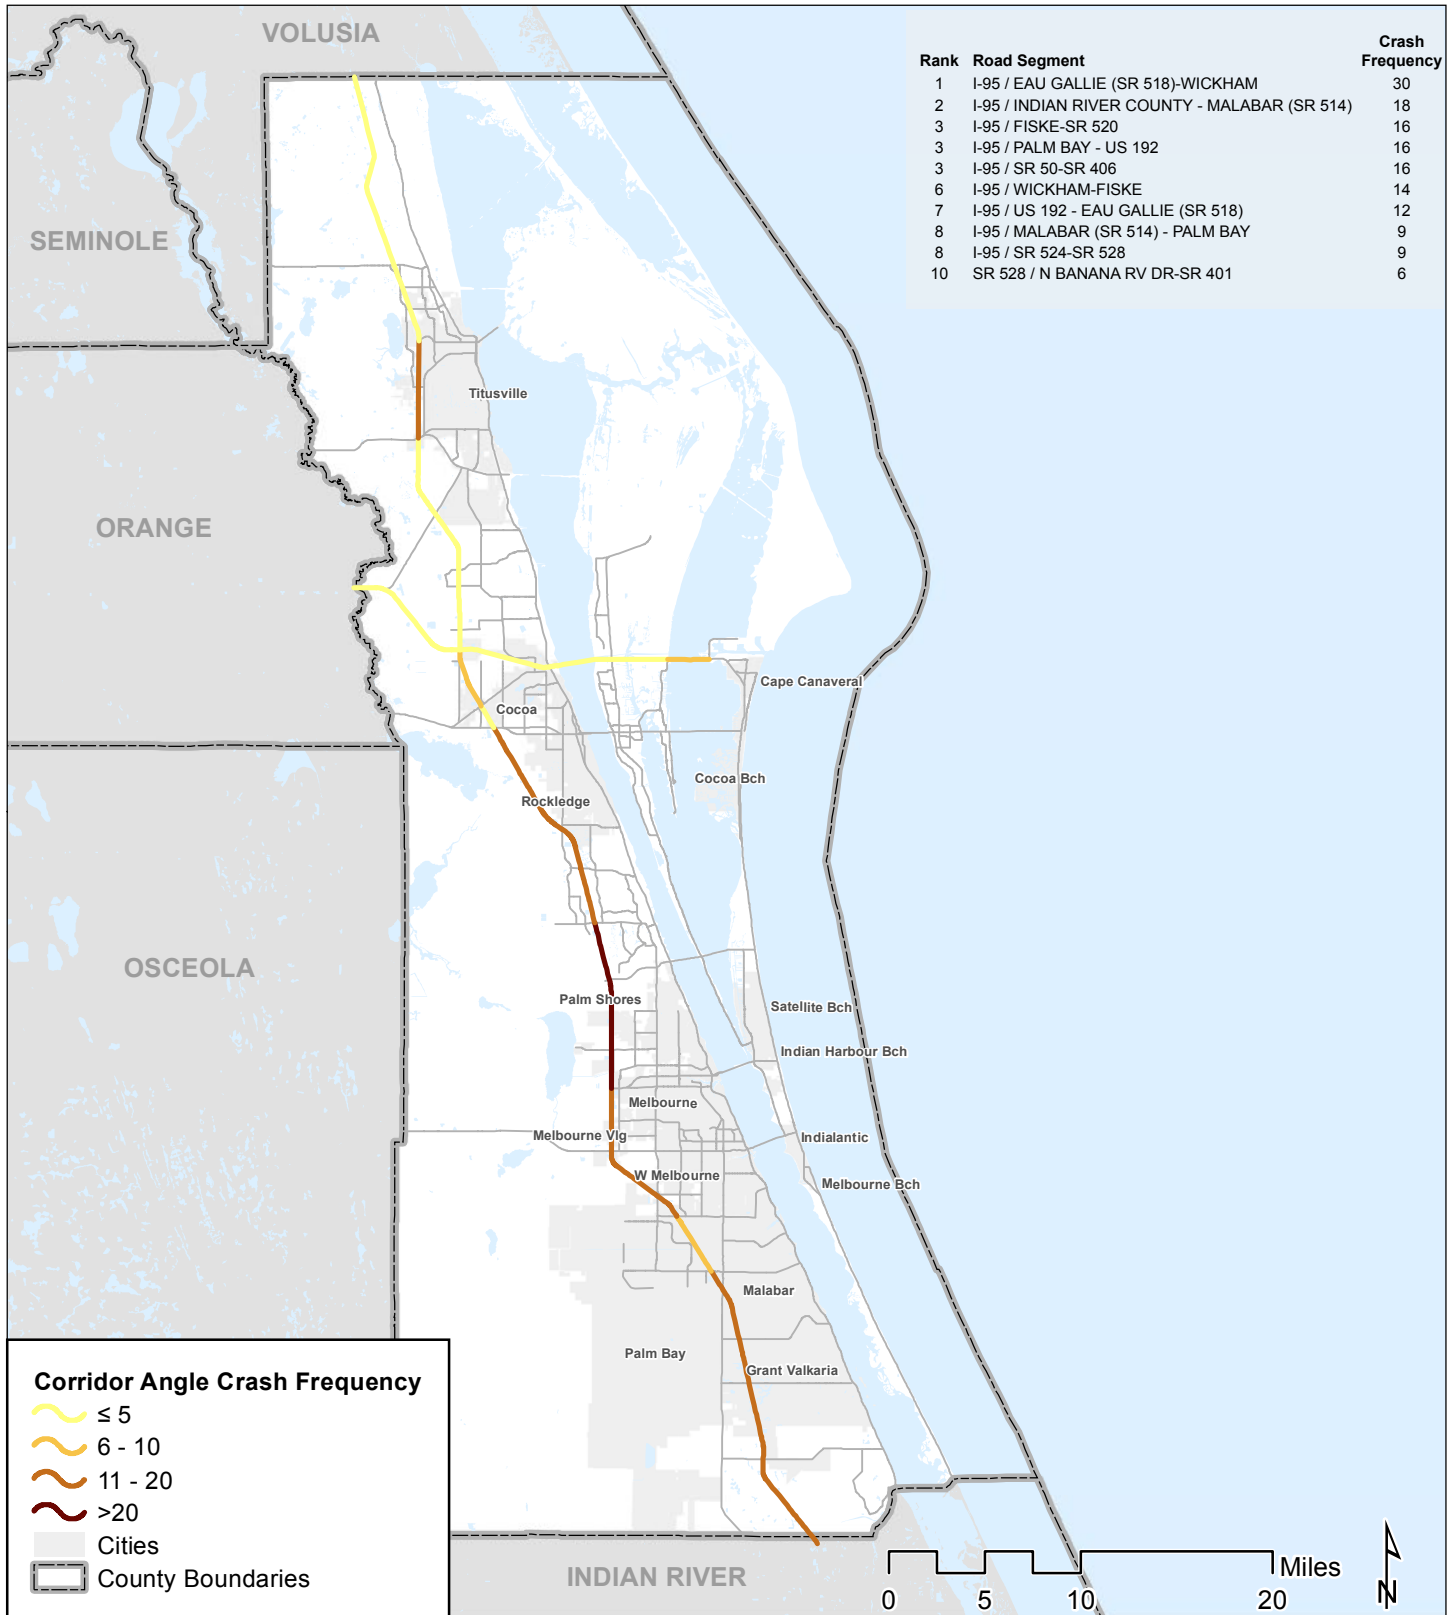 VOLUSIA
SEMINOLE
ORANGE
OSCEOLA
INDIAN RIVER
Crash
Rank Road Segment Frequency
1 I-95 / EAU GALLIE (SR 518)-WICKHAM 30
2 I-95 / INDIAN RIVER COUNTY - MALABAR (SR 514) 18
3 I-95 / FISKE-SR 520 16
3 I-95 / PALM BAY - US 192 16
3 I-95 / SR 50-SR 406 16
6 I-95 / WICKHAM-FISKE 14
7 I-95 / US 192 - EAU GALLIE (SR 518) 12
8 I-95 / MALABAR (SR 514) - PALM BAY 9
8 I-95 / SR 524-SR 528 9
10 SR 528 / N BANANA RV DR-SR 401 6
Titusville
Cape Canaveral
Cocoa
Cocoa Bch
Rockledge
Palm Shores
Satellite Bch
Indian Harbour Bch
Melbourne
Melbourne Vlg
Indialantic
W Melbourne
Melbourne Bch
Malabar
Palm Bay
Grant Valkaria
Corridor Angle Crash Frequency
≤ 5
6 - 10
11 - 20
>20
Cities
County Boundaries
Miles
0 5 10 20
N